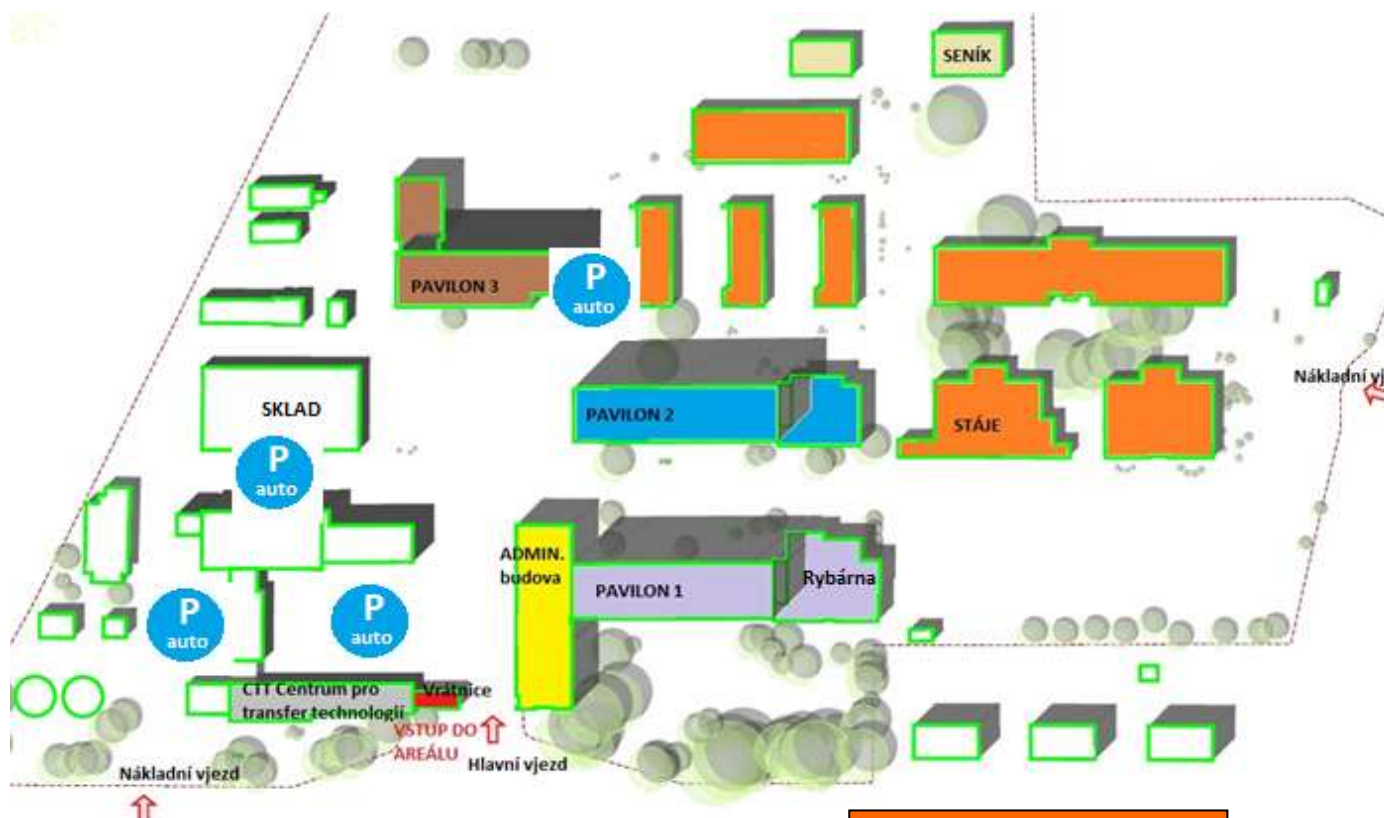 SENÍK
PAVILON 3
P
auto
Nákladní vj
SKLAD
PAVILON 2
STÁJE
P
auto
ADMIN.
budova
PAVILON 1
Rybárna
P
auto
P
auto
CTT Centrum pro
transfer technologií
Vrátnice
VSTUP DO
AREÁLU
Hlavní vjezd
Nákladní vjezd